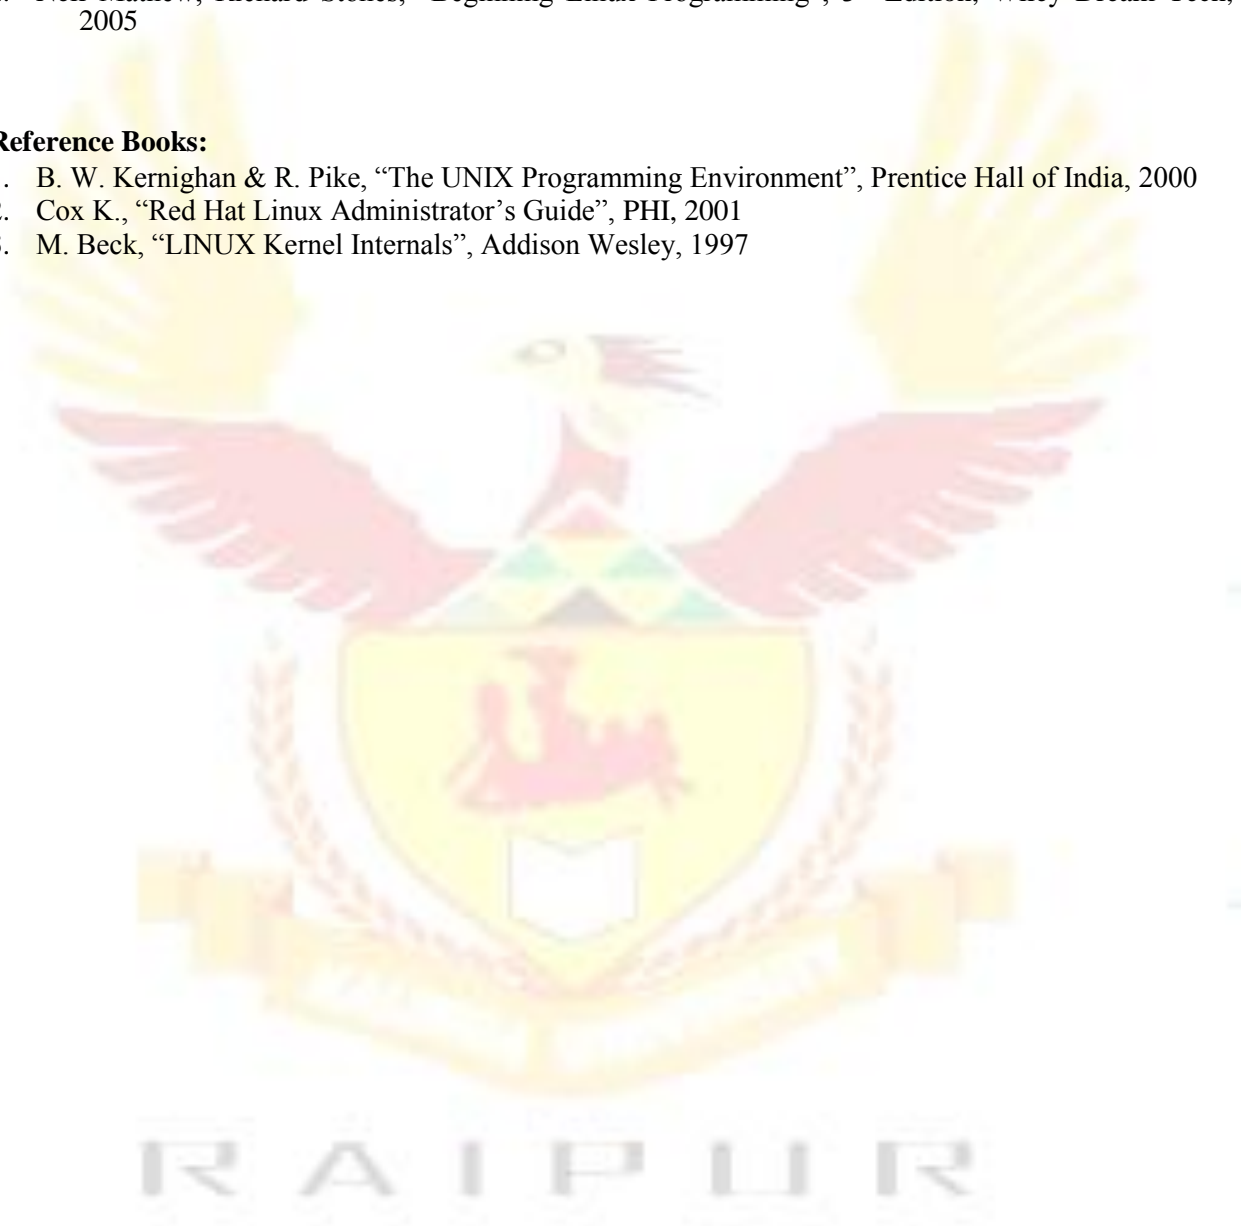 2005
Reference Books:
. B. W. Kernighan & R. Pike, “The UNIX Programming Environment”, Prentice Hall of India, 2000
. Cox K., “Red Hat Linux Administrator’s Guide”, PHI, 2001
. M. Beck, “LINUX Kernel Internals”, Addison Wesley, 1997
RAIPUR